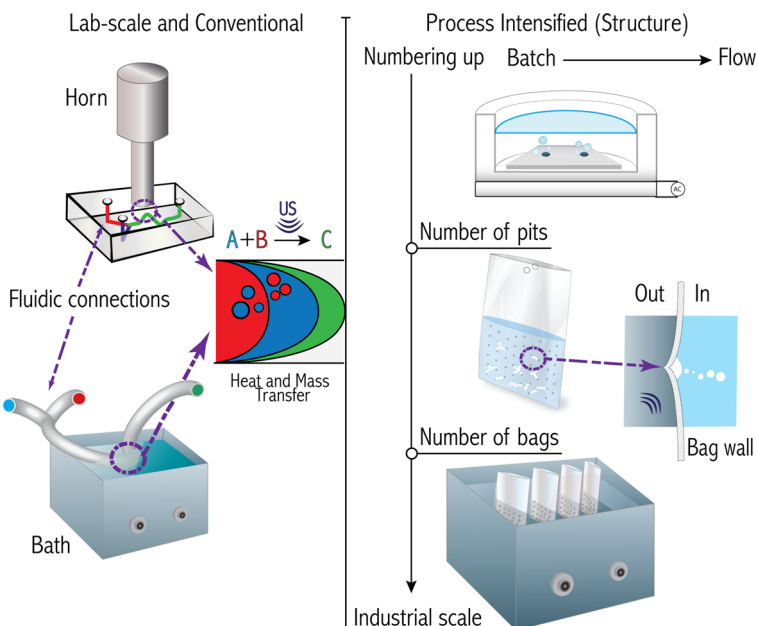 Lab-scale and Conventional
Horn
US
A+B → C
Fluidic connections
Heat and Mass
Transfer
Bath
Process Intensified (Structure)
Numbering up
Batch
Flow
AC
Number of pits
Out
In
Bag wall
Number of bags
Industrial scale